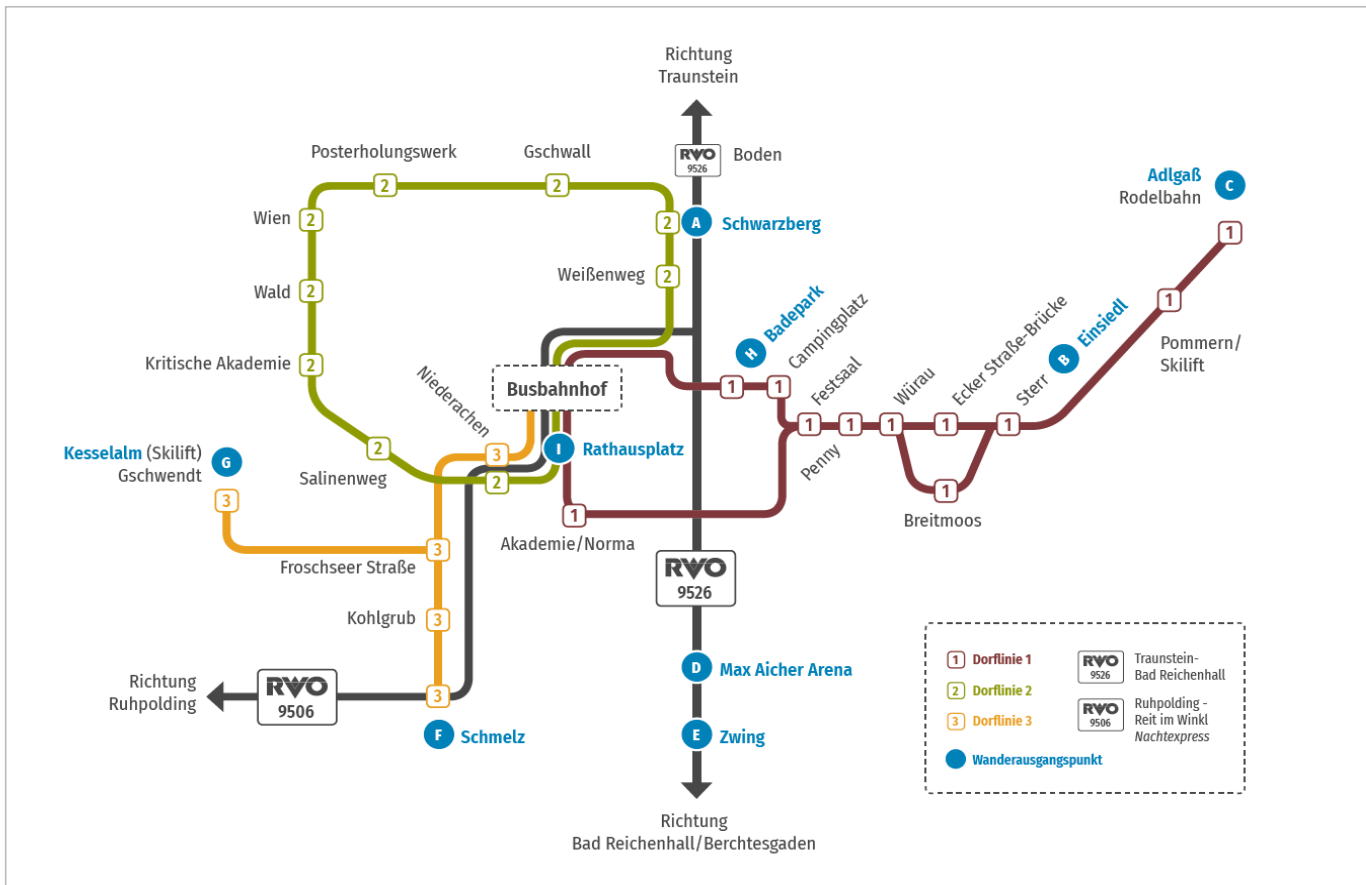 Richtung
Traunstein
RVO
9526
Boden
Posterholungswerk
Gschwall
2
2
Adlgaß
Rodelbahn
C
Wien
2
2
A
Schwarzberg
1
Weißenweg
2
Wald
2
Badepark
H
Campingplatz
Ecker Straße-Brücke
Einsiedl
B
1
Pommern/
Skilift
Kritische Akademie
2
Niederachen
Busbahnhof
1
1
Festsaal
Würau
Sterr
1
1
1
1
1
Penny
Kesselalm (Skilift)
Gschwendt
G
2
Salinenweg
3
I
Rathausplatz
2
1
Breitmoos
3
1
Akademie/Norma
3
Froschseer Straße
RVO
9526
Kohlgrub
3
Richtung
Ruhpolding
RVO
9506
3
F
Schmelz
D
Max Aicher Arena
E
Zwing
Richtung
Bad Reichenhall/Berchtesgaden
1 Dorflinie 1
2 Dorflinie 2
3 Dorflinie 3
Wanderausgangspunkt
RVO
9526
Traunstein-
Bad Reichenhall
RVO
9506
Ruhpolding -
Reit im Winkl
Nachtexpress